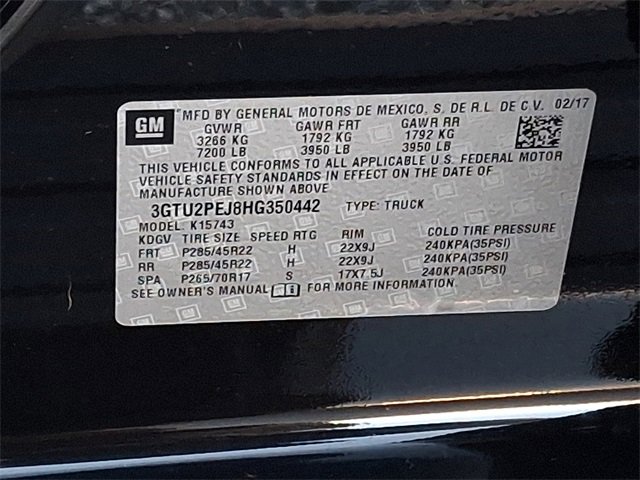 GM "MFD BY GENERAL MOTORS DE MEXICO, S. DE R.L. DE C.V. 02/17
GVWR GAWR FRT GAWR RR
3266 KG 1792 KG 1792 KG
7200 LB 3950 LB 3950 LB
THIS VEHICLE CONFORMS TO ALL APPLICABLE U.S. FEDERAL MOTOR
VEHICLE SAFETY STANDARDS IN EFFECT ON THE DATE OF
MANUFACTURE SHOWN ABOVE
3GTU2PEJ8HG350442 TYPE: TRUCK
MODEL: K15743
KDGV TIRE SIZE SPEED RTG RIM COLD TIRE PRESSURE
FRT P285/45R22 H 22X9J 240KPA(35PSI)
RR P285/45R22 H 22X9J 240KPA(35PSI)
SPA P265/70R17 S 17X7.5J 240KPA(35PSI)
SEE OWNER'S MANUAL FOR MORE INFORMATION.